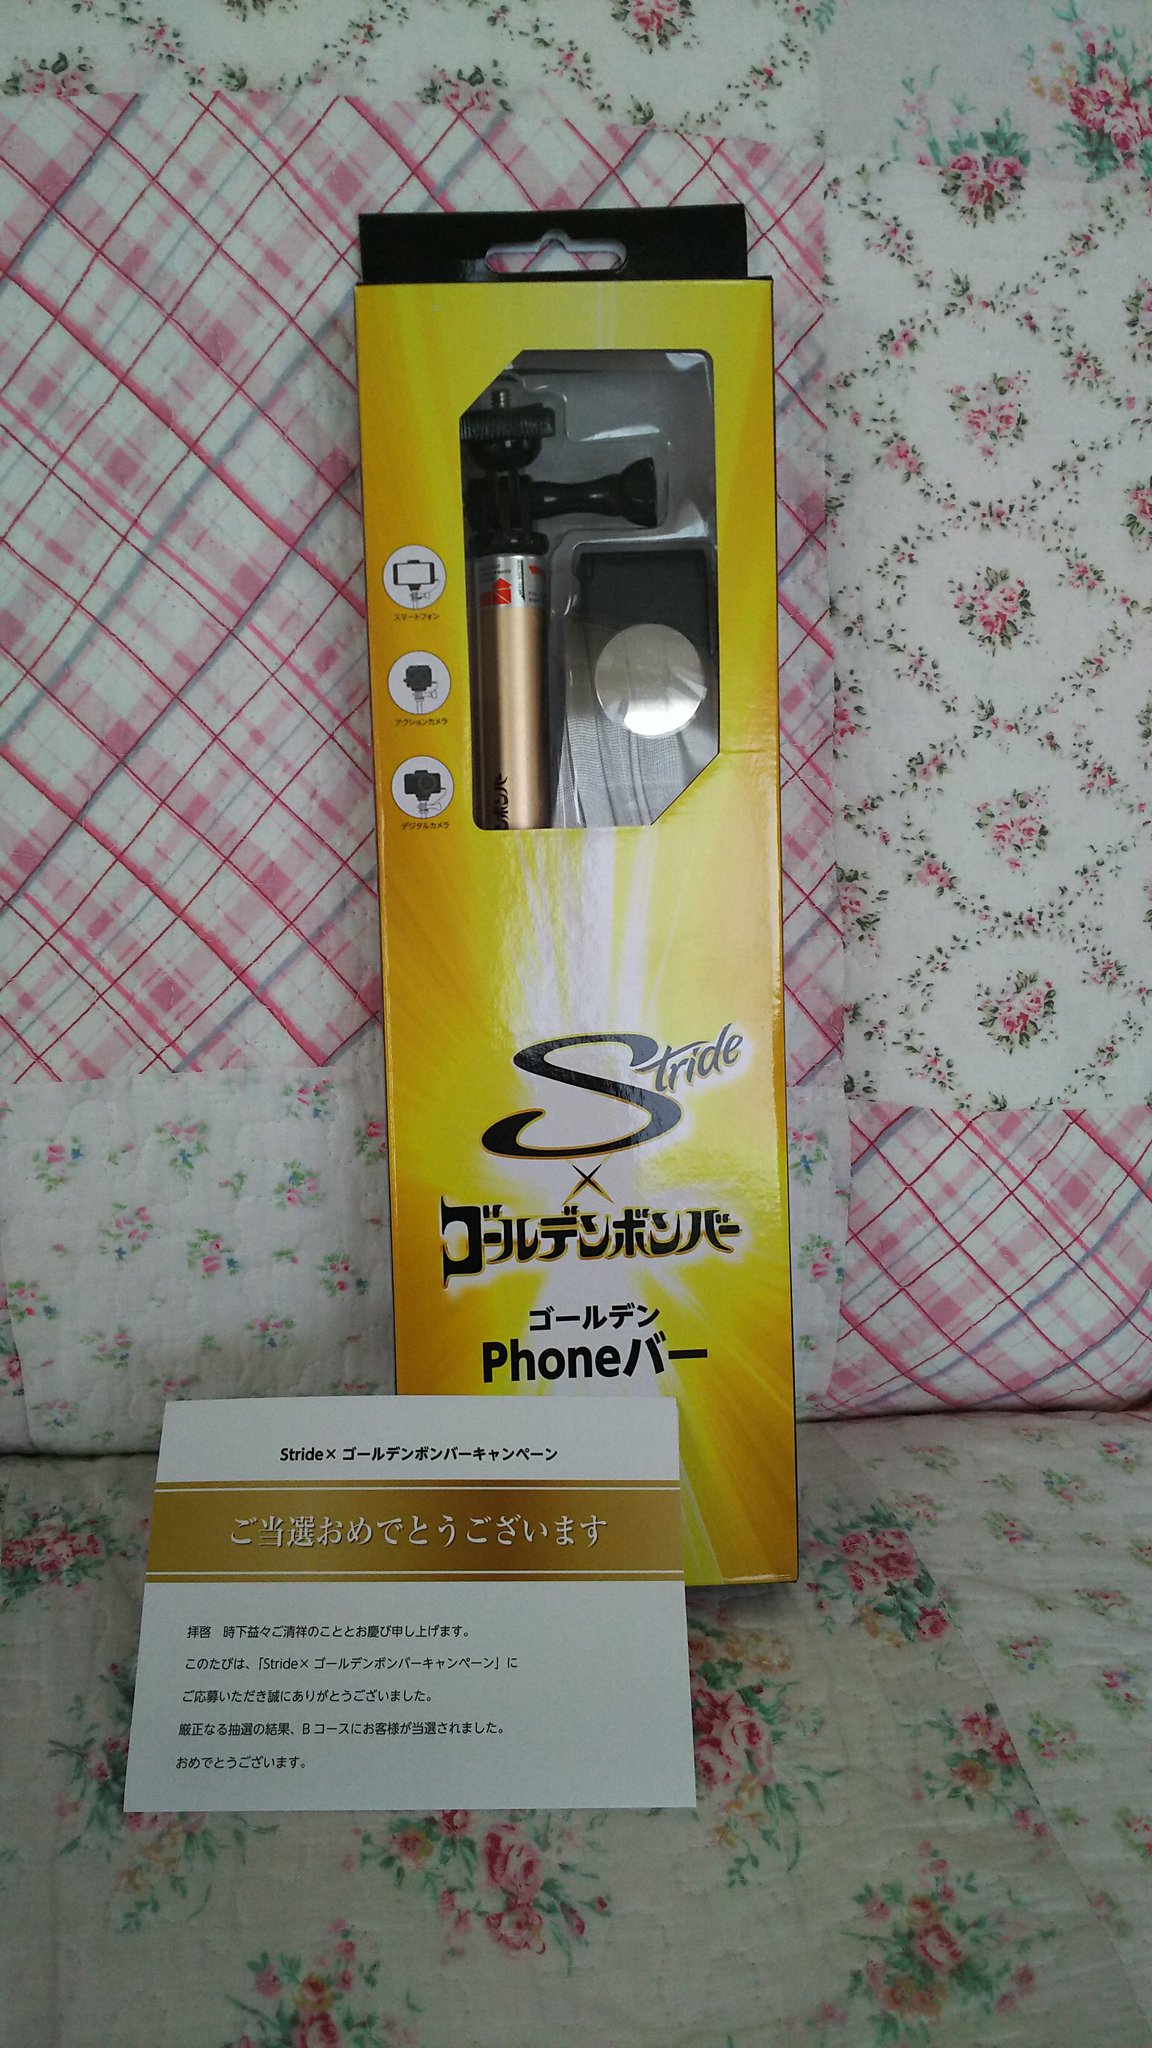 スマートフォン
アクションカメラ
デジタルカメラ
ンボンバー
Stride
×
ゴールデンボンバー
ゴールデン
Phoneバー
Stride×ゴールデンボンバーキャンペーン
ご当選おめでとうございます
拝啓　時下益々ご清祥のこととお慶び申し上げます。
このたびは、「Stride×ゴールデンボンバーキャンペーン」に
ご応募いただき誠にありがとうございました。
厳正なる抽選の結果、Bコースにお客様が当選されました。
おめでとうございます。